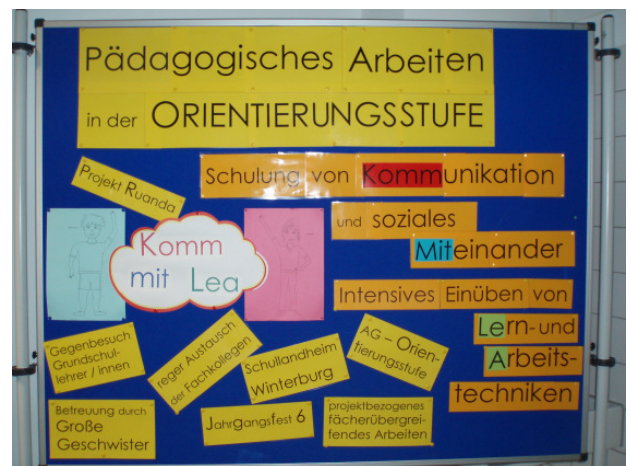 Pädagogisches Arbeiten
in der ORIENTIERUNGSSTUFE
Projekt Ruanda
Schulung von Kommunikation
und soziales
Miteinander
Komm
mit Lea
Intensives Einüben von
Lern- und
Arbeits-
techniken
Gegenbesuch
Grundschul-
lehrer / innen
reger Austausch
der Fachkollegen
Schullandheim
Winterburg
AG – Orien-
tierungsstufe
Betreuung durch
Große
Geschwister
Jahrgangsfest 6
projektbezogenes
fächerübergrei-
fendes Arbeiten